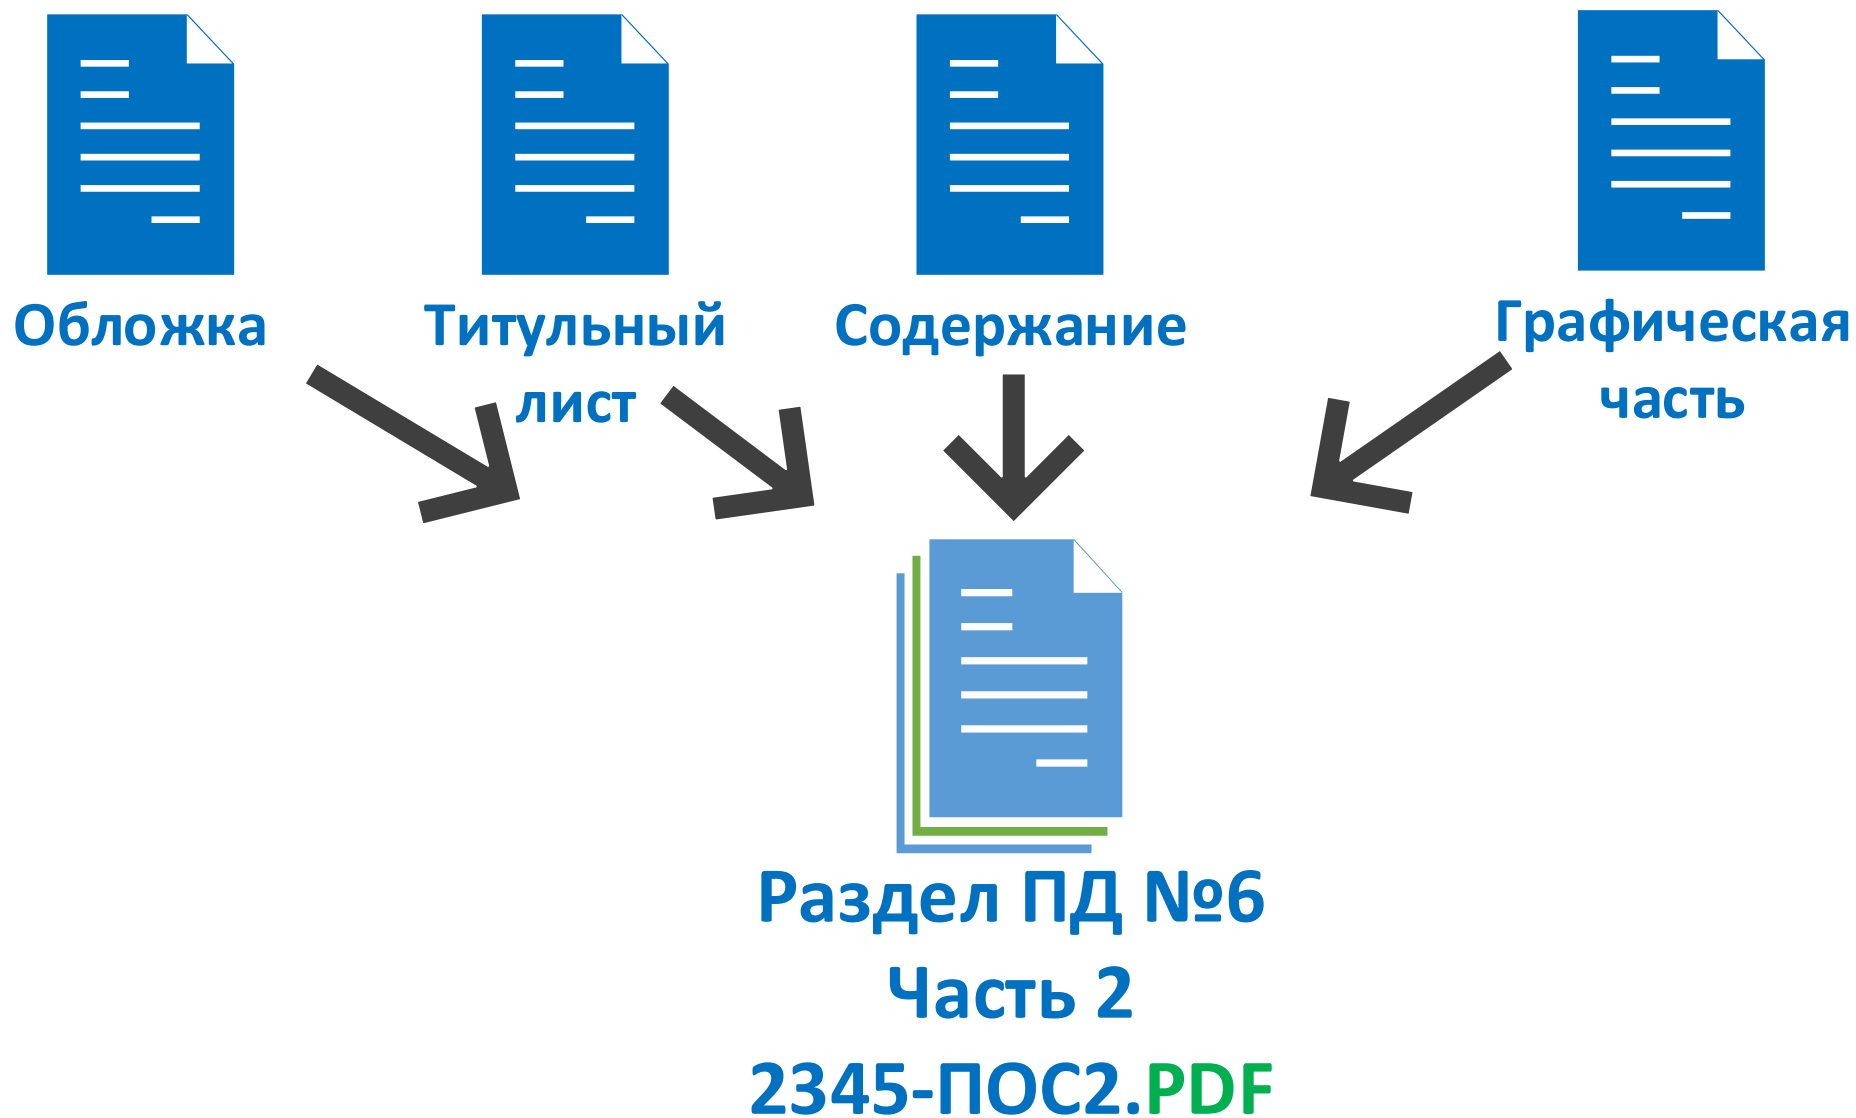 Обложка
Титульный
лист
Содержание
Графическая
часть
Раздел ПД №6
Часть 2
2345-ПОС2.PDF